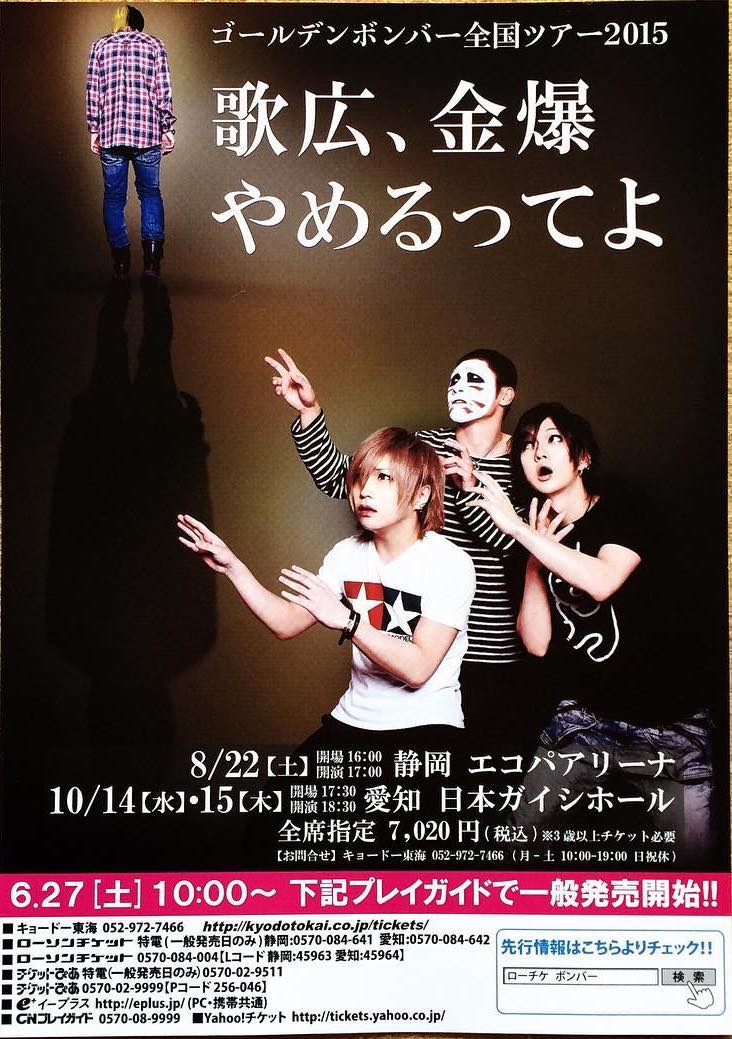 ゴールデンボンバー全国ツアー2015
歌広、金爆
やめるってよ
8/22【土】 開場16:00 開演17:00 静岡 エコパアリーナ
10/14【水】・15【木】 開場17:30 開演18:30 愛知 日本ガイシホール
全席指定 7,020円(税込) ※3歳以上チケット必要
【お問合せ】キョードー東海 052-972-7466 (月-土 10:00-19:00 日祝休)
6.27[土]10:00〜 下記プレイガイドで一般発売開始!!
■キョードー東海 052-972-7466 http://kyodotokai.co.jp/tickets/
■ローソンチケット 特電(一般発売日のみ)静岡:0570-084-641 愛知:0570-084-642
■ローソンチケット 0570-084-004【Lコード 静岡:45963 愛知:45964】
■チケットぴあ 特電(一般発売日のみ)0570-02-9511
■チケットぴあ 0570-02-9999【Pコード 256-046】
■e+イープラス http://eplus.jp/(PC・携帯共通)
■CNプレイガイド 0570-08-9999 ■Yahoo!チケット http://tickets.yahoo.co.jp/
先行情報はこちらよりチェック!!
ローチケ ボンバー 検索